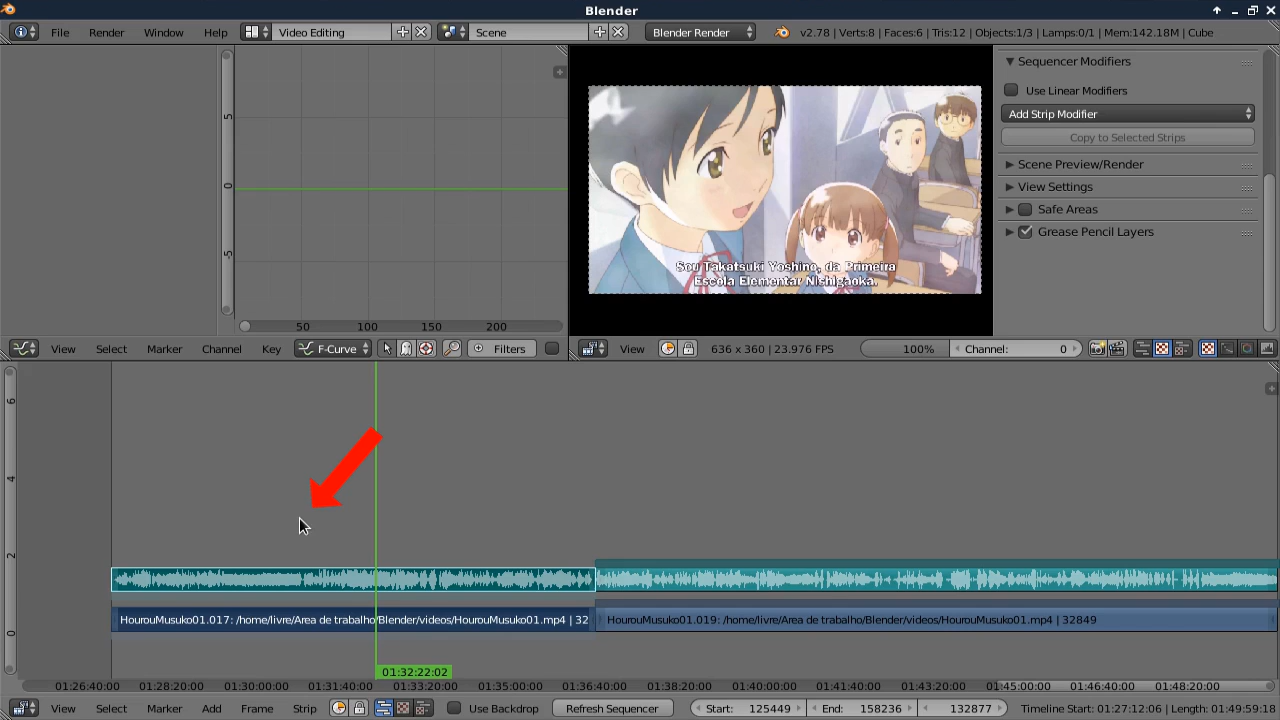 Blender
File Render Window Help Video Editing Scene Blender Render v2.78 | Verts:8 | Faces:6 | Tris:12 | Objects:1/3 | Lamps:0/1 | Mem:142.18M | Cube
5
0
-5
50 100 150 200
View Select Marker Channel Key F-Curve Filters
Sou Takatsuki Yoshino, da Primeira
Escola Elementar Nishigaoka.
View 636 x 360 | 23.976 FPS 100% Channel: 0
Sequencer Modifiers
Use Linear Modifiers
Add Strip Modifier
Copy to Selected Strips
Scene Preview/Render
View Settings
Safe Areas
Grease Pencil Layers
6
4
2
0
HourouMusuko01.017: /home/livre/Área de trabalho/Blender/videos/HourouMusuko01.mp4 | 32
HourouMusuko01.019: /home/livre/Área de trabalho/Blender/videos/HourouMusuko01.mp4 | 32849
01:32:22:02
01:26:40:00 01:28:20:00 01:30:00:00 01:31:40:00 01:33:20:00 01:35:00:00 01:36:40:00 01:38:20:00 01:40:00:00 01:41:40:00 01:43:20:00 01:45:00:00 01:46:40:00 01:48:20:00
View Select Marker Add Frame Strip Use Backdrop Refresh Sequencer Start: 125449 End: 158236 132877 Timeline Start: 01:27:12:06 | Length: 01:49:59:18